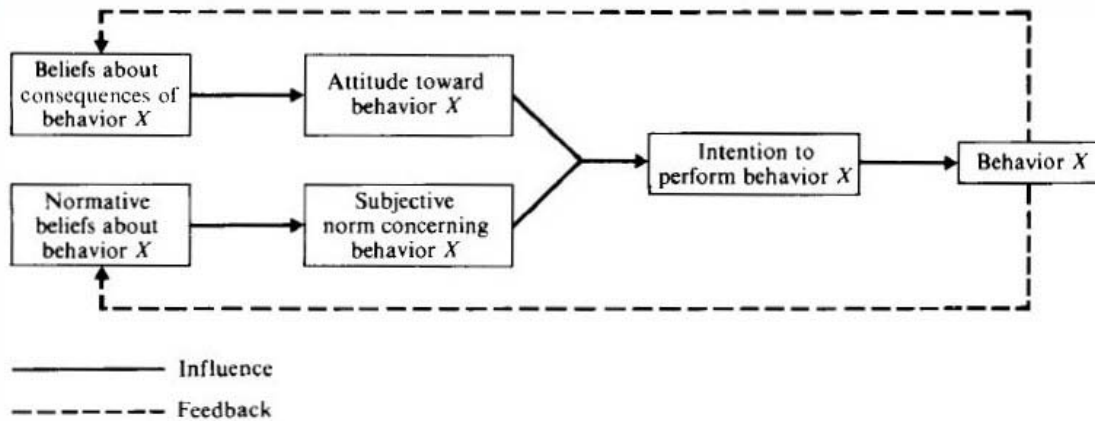 Beliefs about
consequences of
behavior X
Attitude toward
behavior X
Normative
beliefs about
behavior X
Subjective
norm concerning
behavior X
Intention to
perform behavior X
Behavior X
Influence
Feedback